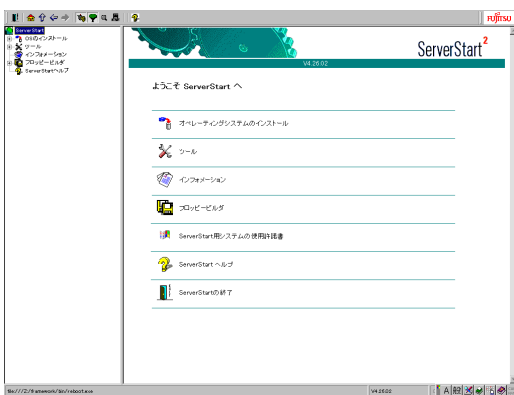 FUJITSU
ServerStart
OSのインストール
ツール
インフォメーション
フロッピービルダ
ServerStartヘルプ
ServerStart2
V4.26.02
ようこそ ServerStart へ
オペレーティングシステムのインストール
ツール
インフォメーション
フロッピービルダ
ServerStart用システムの使用許諾書
ServerStart ヘルプ
ServerStartの終了
file:///Z:/framework/bin/reboot.exe
V4.26.02
A 般